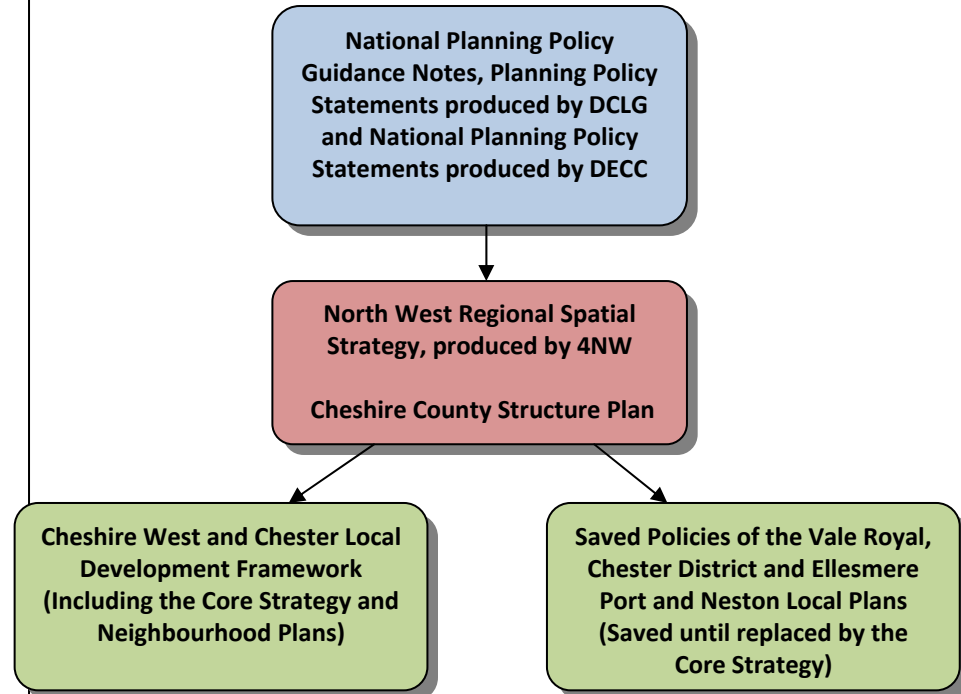 National Planning Policy
Guidance Notes, Planning Policy
Statements produced by DCLG
and National Planning Policy
Statements produced by DECC
North West Regional Spatial
Strategy, produced by 4NW
Cheshire County Structure Plan
Cheshire West and Chester Local
Development Framework
(Including the Core Strategy and
Neighbourhood Plans)
Saved Policies of the Vale Royal,
Chester District and Ellesmere
Port and Neston Local Plans
(Saved until replaced by the
Core Strategy)